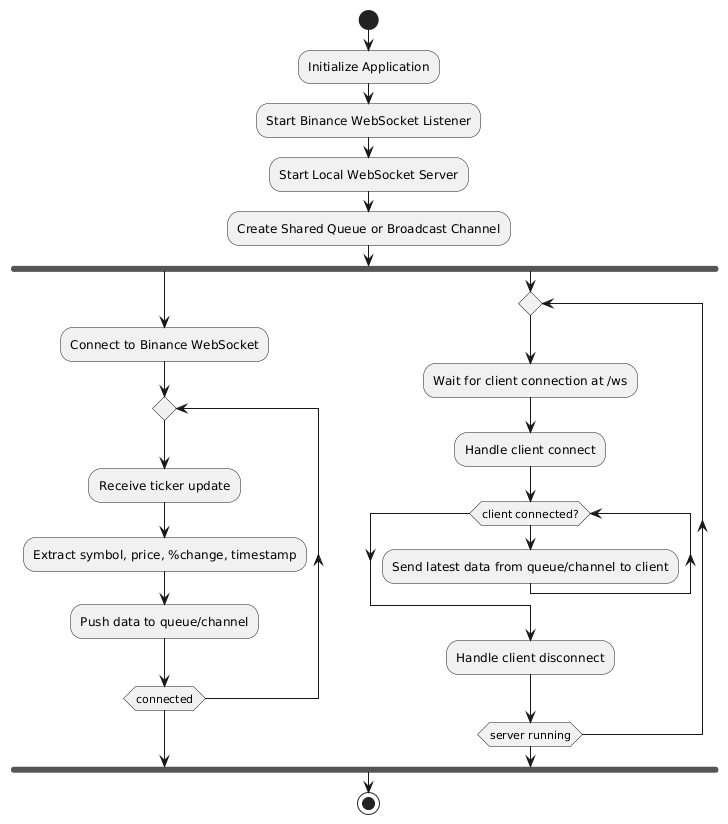 Initialize Application
Start Binance WebSocket Listener
Start Local WebSocket Server
Create Shared Queue or Broadcast Channel
Connect to Binance WebSocket
Receive ticker update
Extract symbol, price, %change, timestamp
Push data to queue/channel
connected
Wait for client connection at /ws
Handle client connect
client connected?
Send latest data from queue/channel to client
Handle client disconnect
server running